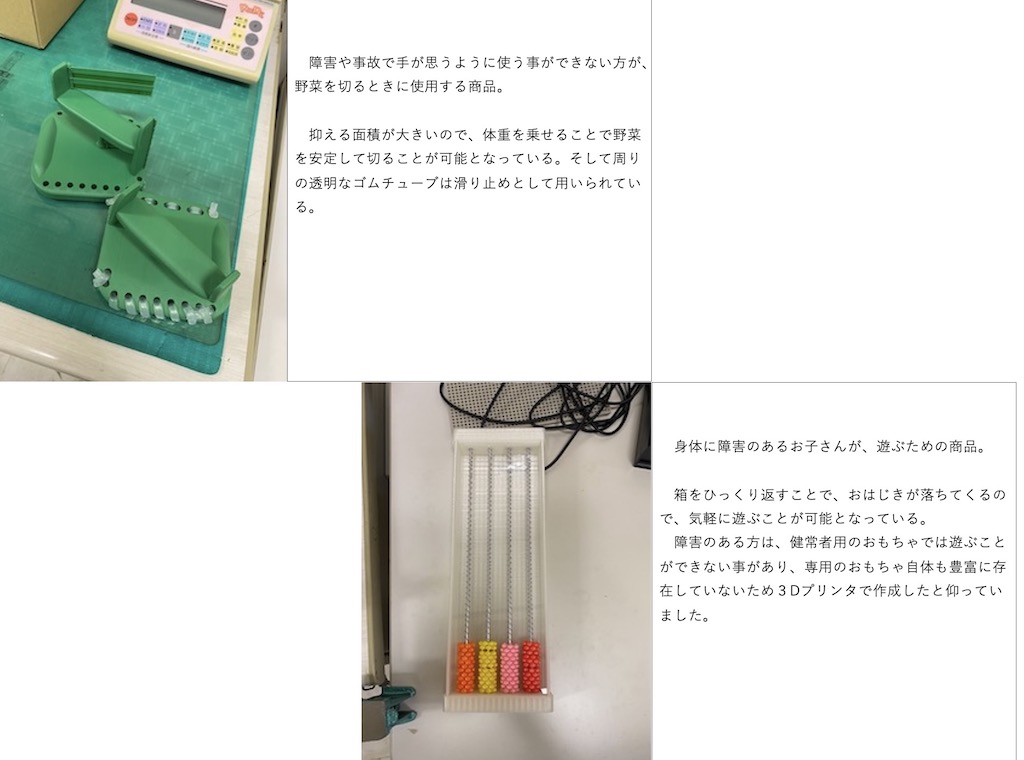 障害や事故で手が思うように使う事ができない方が、
野菜を切るときに使用する商品。
抑える面積が大きいので、体重を乗せることで野菜
を安定して切ることが可能となっている。そして周り
の透明なゴムチューブは滑り止めとして用いられてい
る。
身体に障害のあるお子さんが、遊ぶための商品。
箱をひっくり返すことで、おはじきが落ちてくるの
で、気軽に遊ぶことが可能となっている。
障害のある方は、健常者用のおもちゃでは遊ぶこと
ができない事があり、専用のおもちゃ自体も豊富に存
在していないため３Dプリンタで作成したと仰ってい
ました。